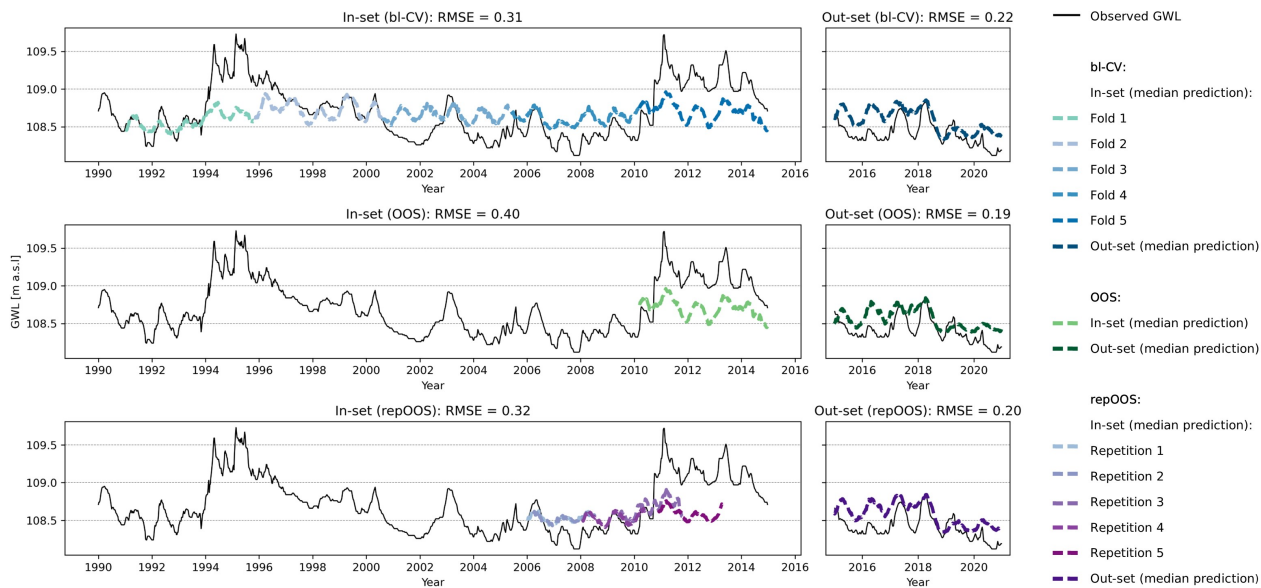 In-set (bl-CV): RMSE = 0.31
Out-set (bl-CV): RMSE = 0.22
109.5
109.0
108.5
1990 1992 1994 1996 1998 2000 2002 2004 2006 2008 2010 2012 2014 2016
Year
2016 2018 2020
Year
In-set (OOS): RMSE = 0.40
Out-set (OOS): RMSE = 0.19
GWL [m a.s.l]
109.5
109.0
108.5
1990 1992 1994 1996 1998 2000 2002 2004 2006 2008 2010 2012 2014 2016
Year
2016 2018 2020
Year
In-set (repOOS): RMSE = 0.32
Out-set (repOOS): RMSE = 0.20
109.5
109.0
108.5
1990 1992 1994 1996 1998 2000 2002 2004 2006 2008 2010 2012 2014 2016
Year
2016 2018 2020
Year
Observed GWL
bl-CV:
In-set (median prediction):
Fold 1
Fold 2
Fold 3
Fold 4
Fold 5
Out-set (median prediction)
OOS:
In-set (median prediction)
Out-set (median prediction)
repOOS:
In-set (median prediction):
Repetition 1
Repetition 2
Repetition 3
Repetition 4
Repetition 5
Out-set (median prediction)